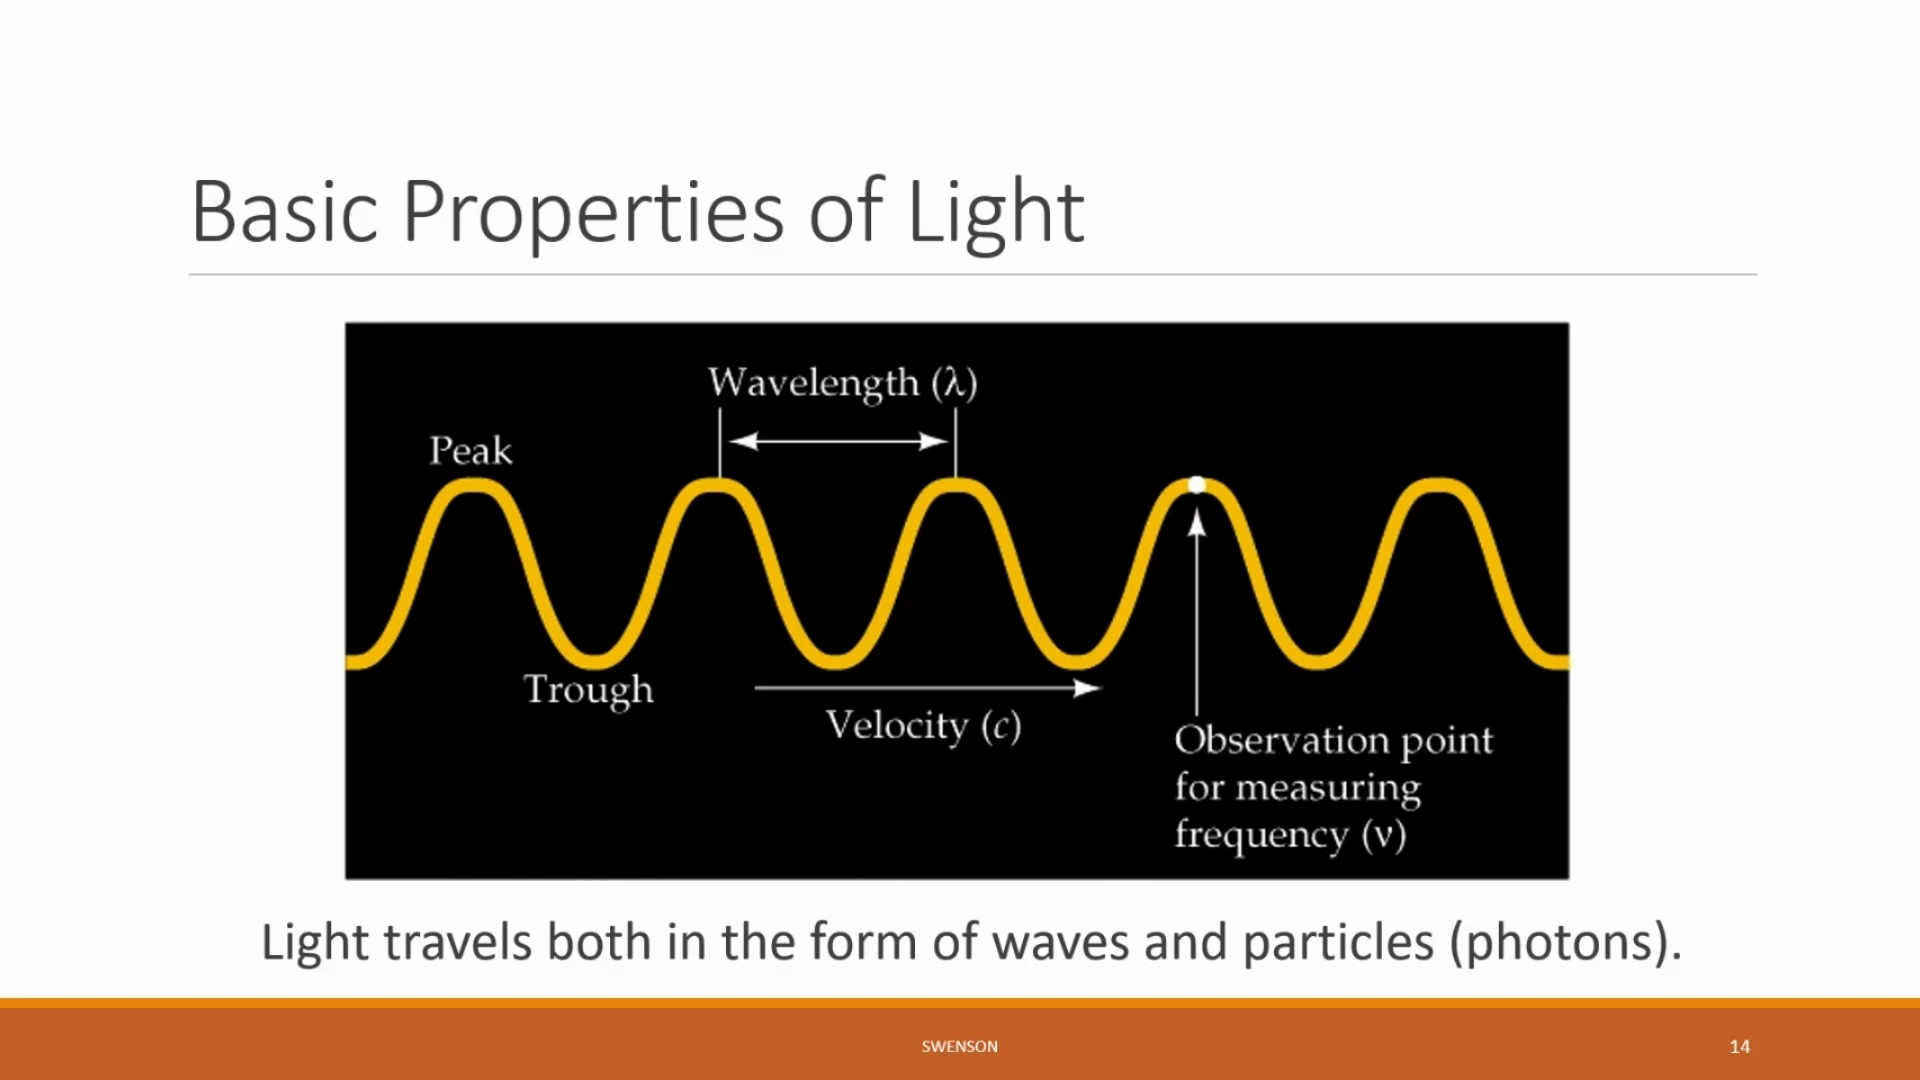 Basic Properties of Light
Wavelength (λ)
Peak
Trough
Velocity (c)
Observation point
for measuring
frequency (ν)
Light travels both in the form of waves and particles (photons).
SWENSON
14